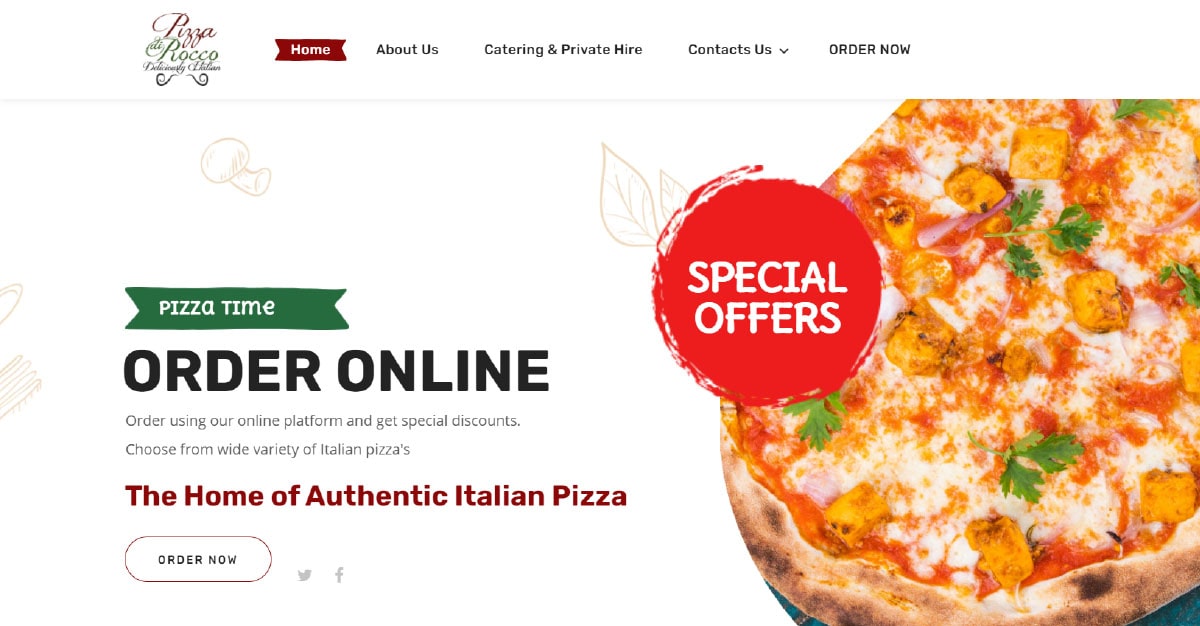 Pizza
di Rocco
Deliciously Italian
Home
About Us
Catering & Private Hire
Contacts Us
ORDER NOW
SPECIAL
OFFERS
Pizza Time
ORDER ONLINE
Order using our online platform and get special discounts.
Choose from wide variety of Italian pizza's
The Home of Authentic Italian Pizza
ORDER NOW